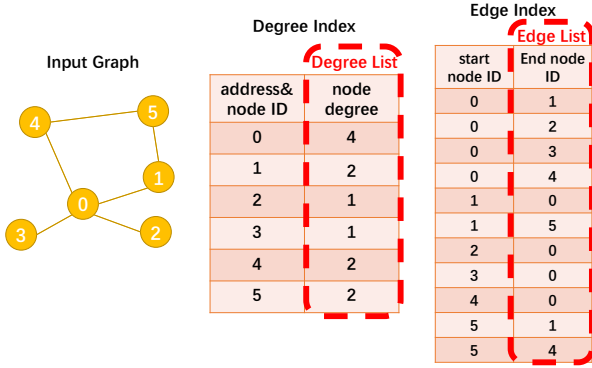 Input Graph
4
5
1
0
3
2
Degree Index
Degree List
address& node
node ID degree
0 4
1 2
2 1
3 1
4 2
5 2
Edge Index
Edge List
start End node
node ID ID
0 1
0 2
0 3
0 4
1 0
1 5
2 0
3 0
4 0
5 1
5 4